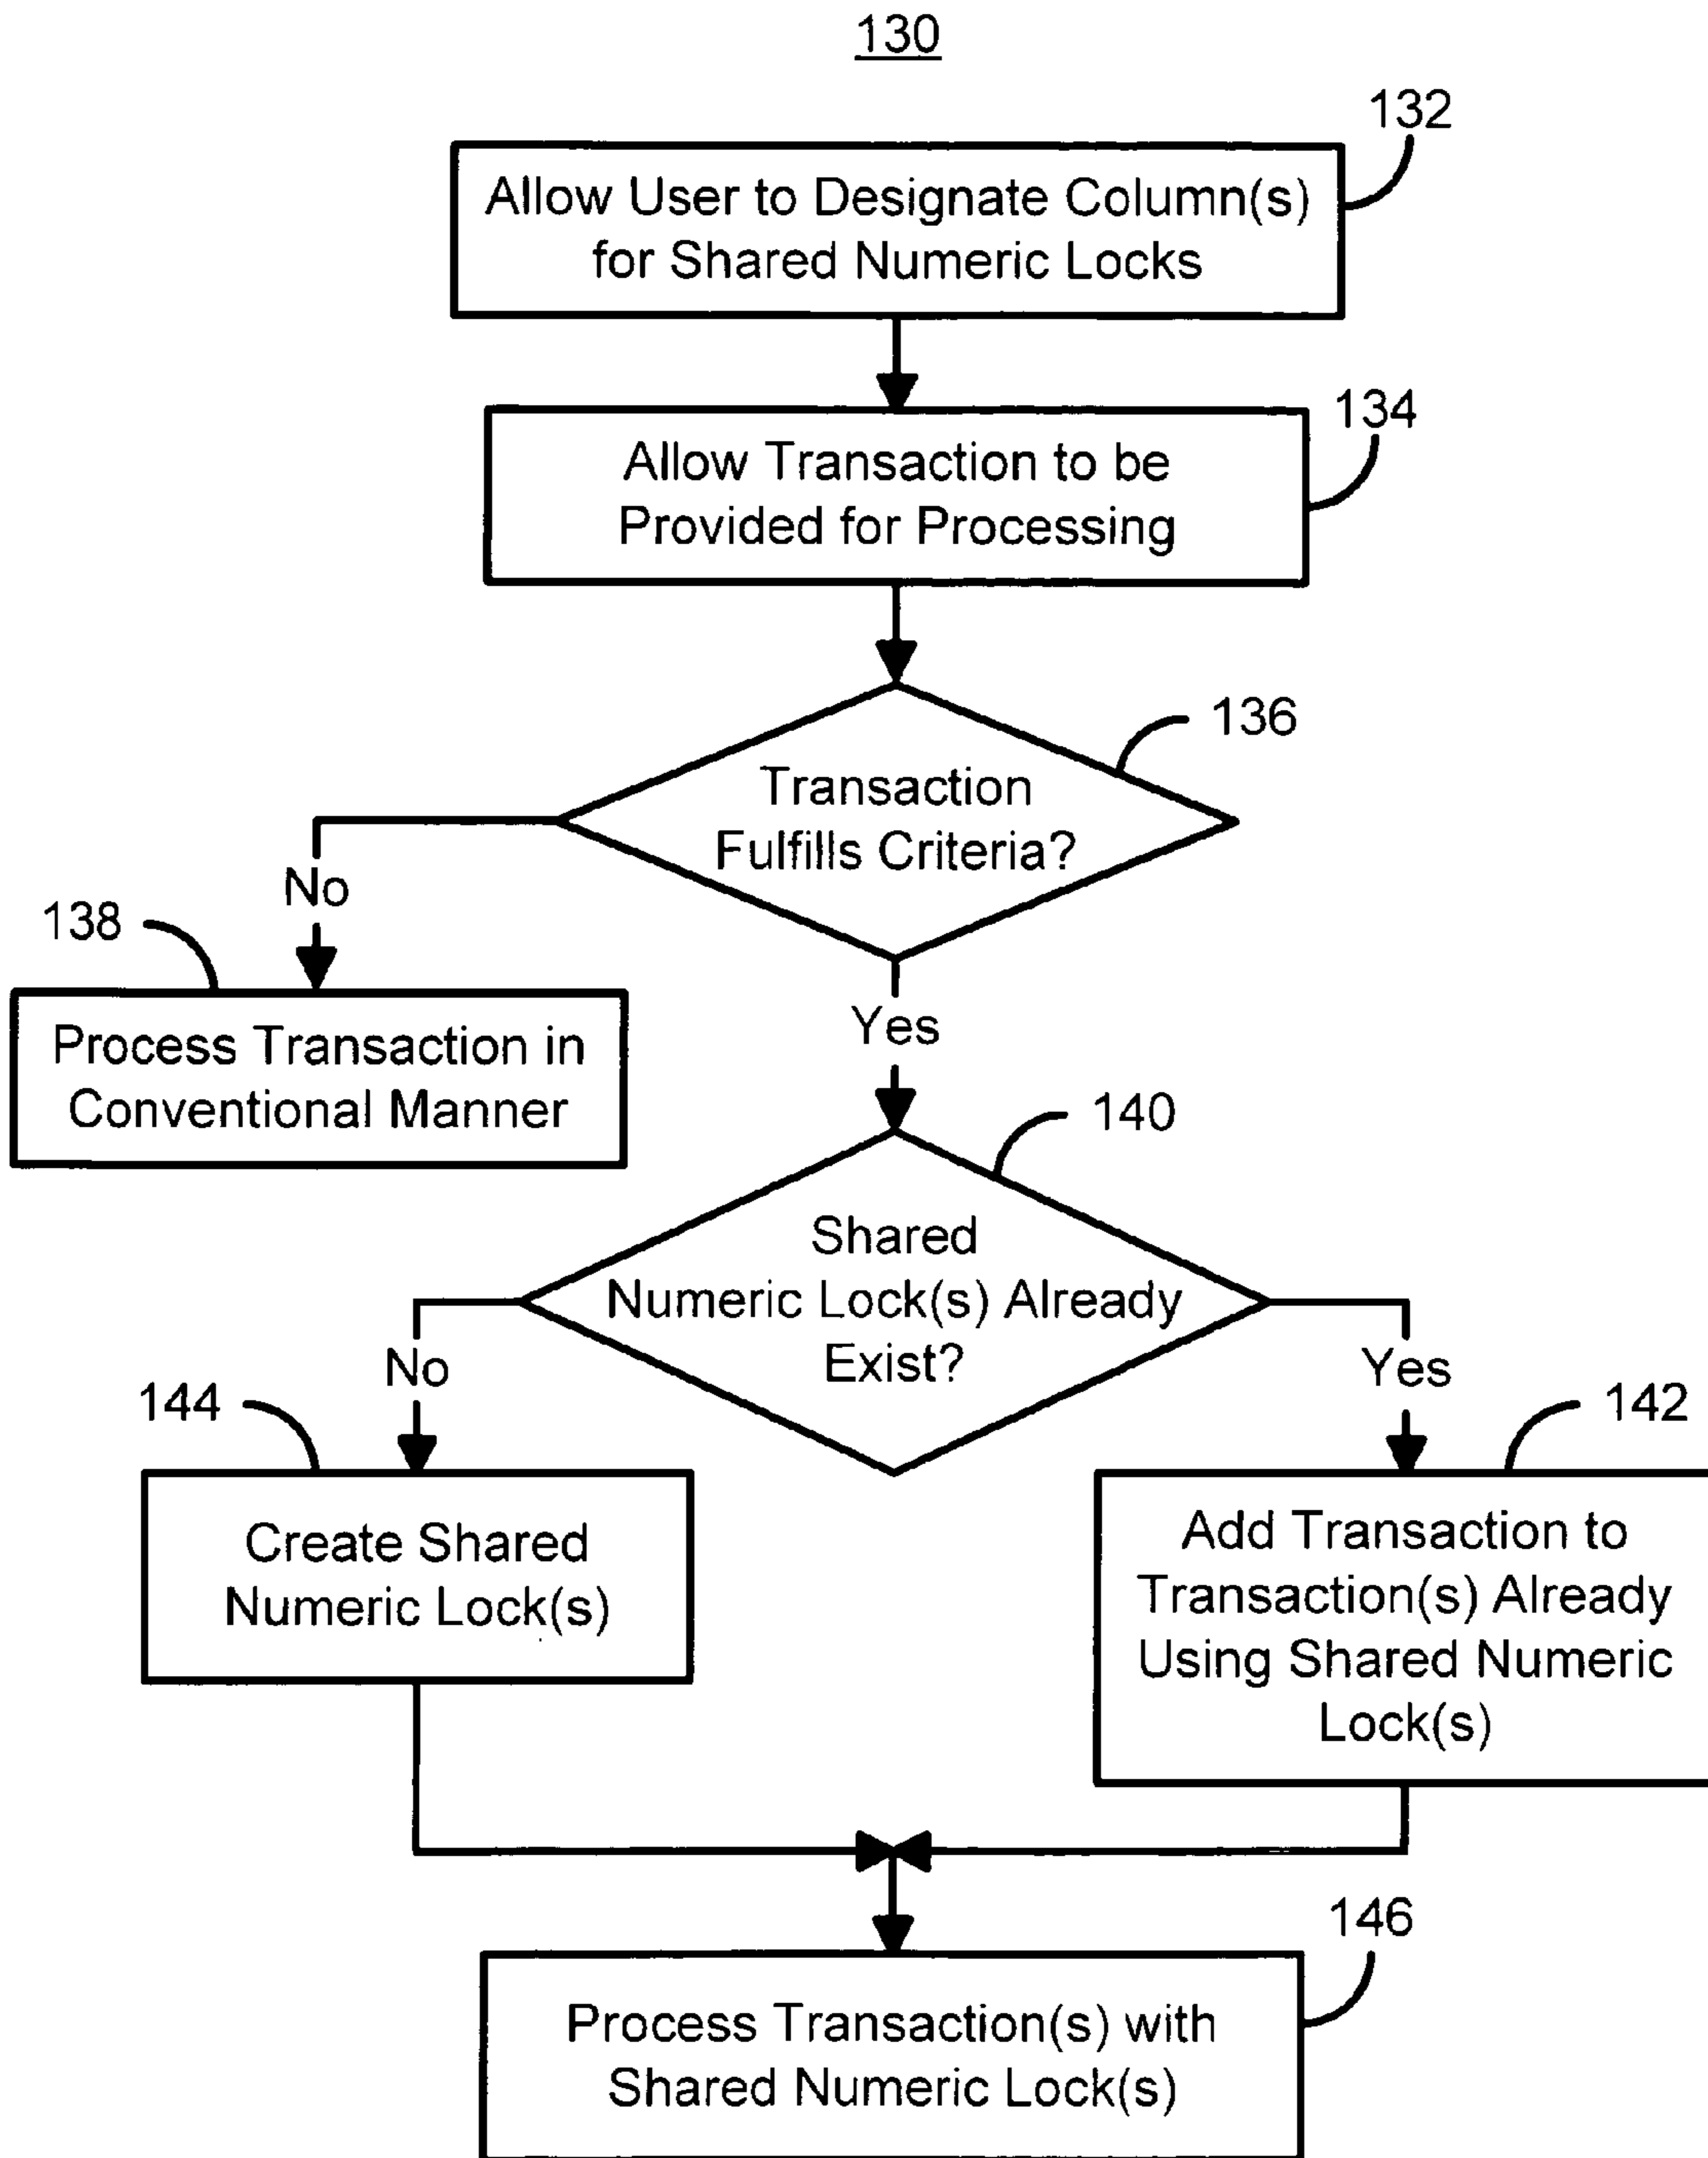 130
132
Allow User to Designate Column(s)
for Shared Numeric Locks
134
Allow Transaction to be
Provided for Processing
136
Transaction
Fulfills Criteria?
No
138
Process Transaction in
Conventional Manner
Yes
140
Shared
Numeric Lock(s) Already
Exist?
No
Yes
144
142
Create Shared
Numeric Lock(s)
Add Transaction to
Transaction(s) Already
Using Shared Numeric
Lock(s)
146
Process Transaction(s) with
Shared Numeric Lock(s)